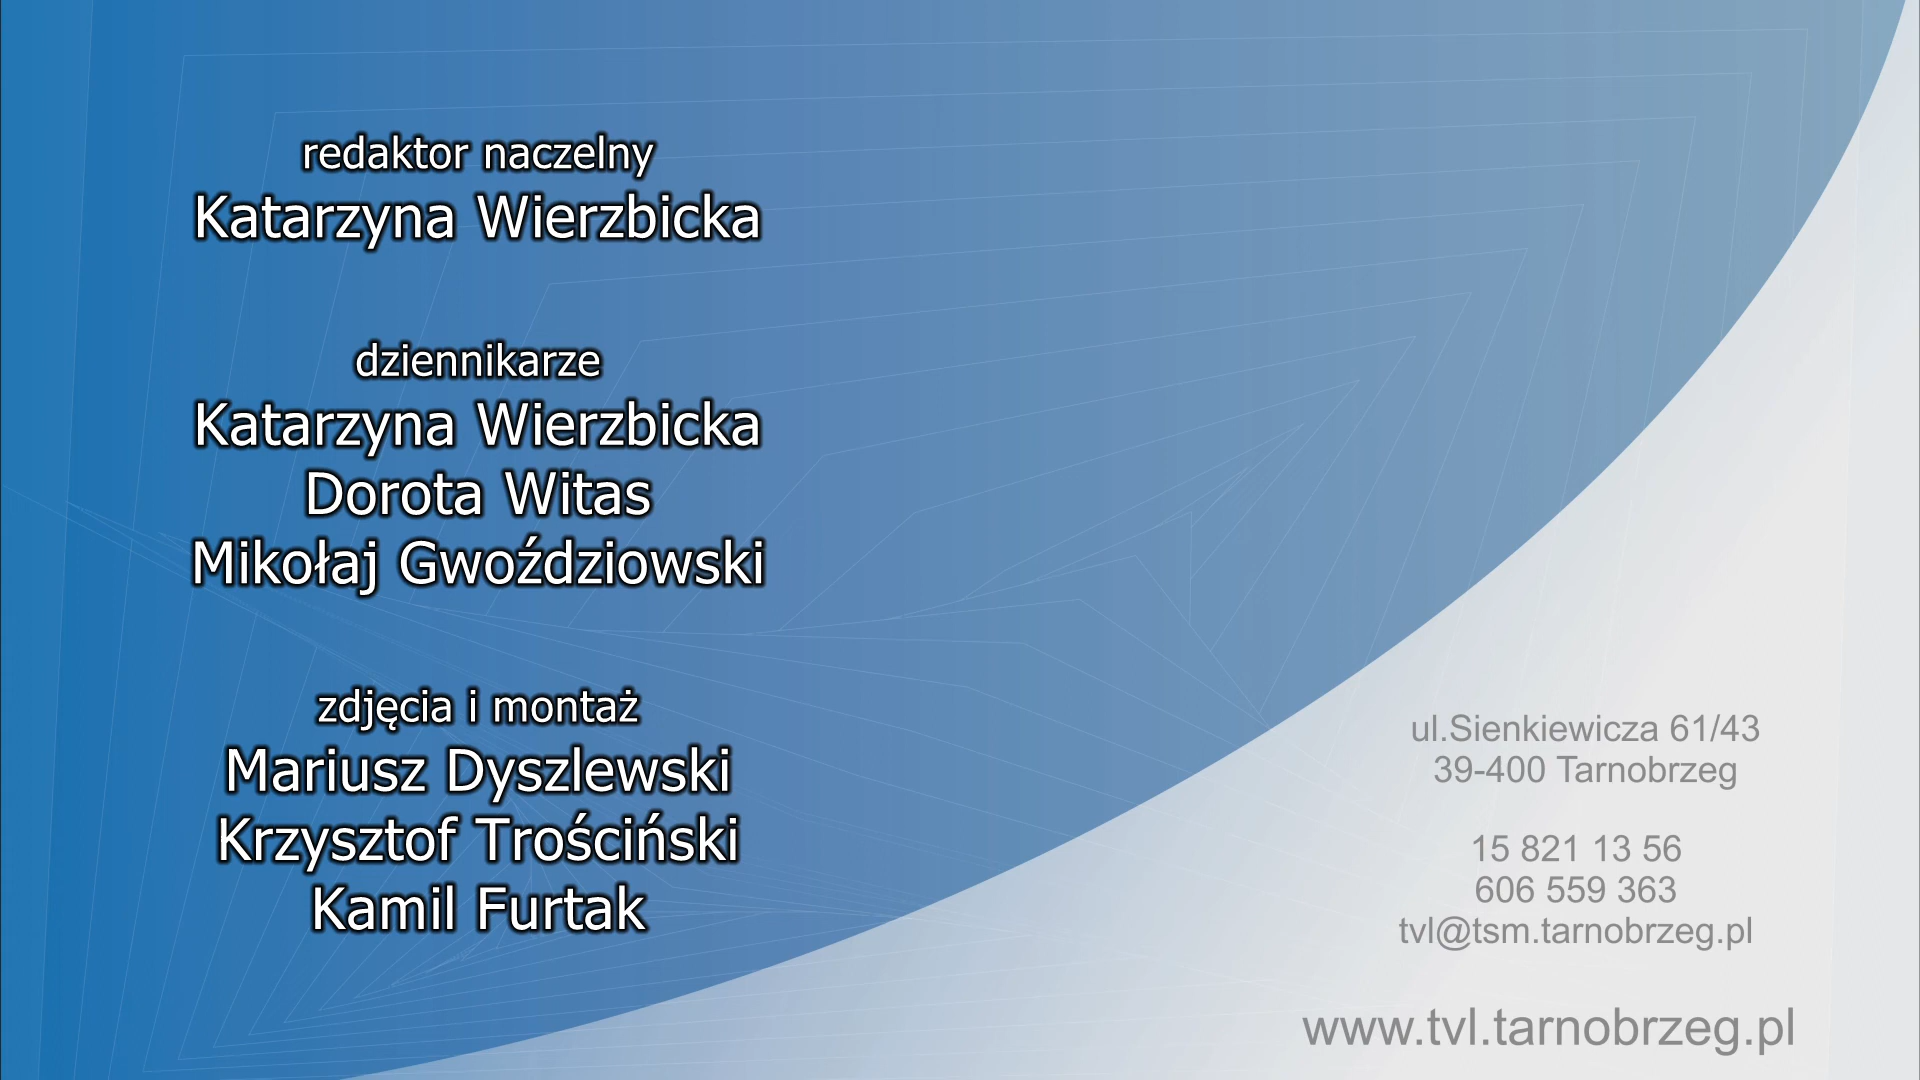 redaktor naczelny
Katarzyna Wierzbicka
dziennikarze
Katarzyna Wierzbicka
Dorota Witas
Mikołaj Gwoździowski
zdjęcia i montaż
Mariusz Dyszlewski
Krzysztof Trościński
Kamil Furtak
ul.Sienkiewicza 61/43
39-400 Tarnobrzeg
15 821 13 56
606 559 363
tvl@tsm.tarnobrzeg.pl
www.tvl.tarnobrzeg.pl